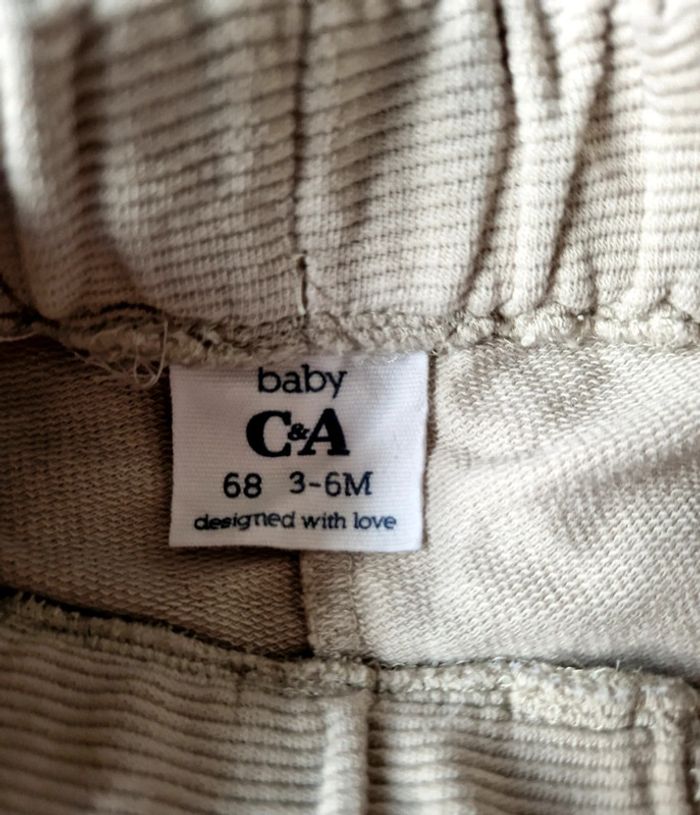 baby
C&A
68 3-6M
designed with love